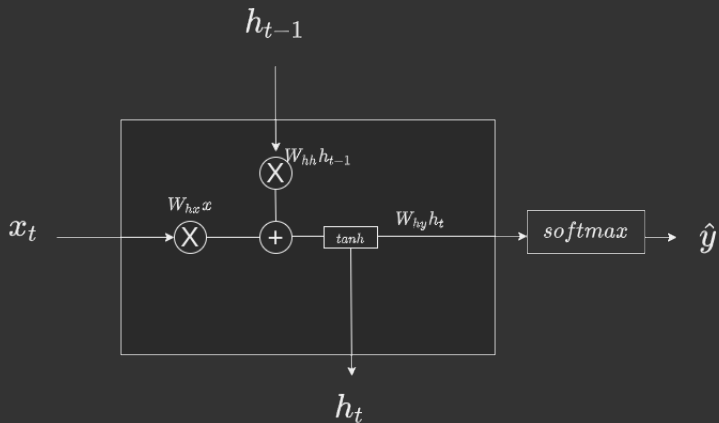 h_{t-1}
W_{hh}h_{t-1}
X
W_{hx}x
W_{hy}h_t
x_t
X
+
tanh
softmax
ŷ
h_t